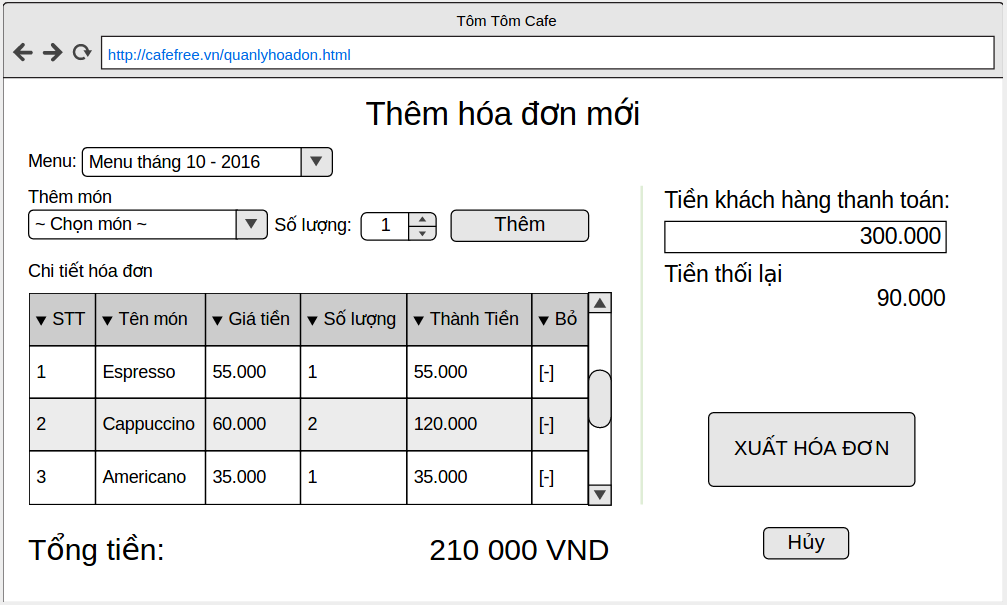 Tôm Tôm Cafe
http://cafefree.vn/quanlyhoadon.html
Thêm hóa đơn mới
Menu: Menu tháng 10 - 2016
Thêm món
~ Chọn món ~ Số lượng: 1 Thêm
Chi tiết hóa đơn
STT Tên món Giá tiền Số lượng Thành Tiền Bỏ
1 Espresso 55.000 1 55.000 [-]
2 Cappuccino 60.000 2 120.000 [-]
3 Americano 35.000 1 35.000 [-]
Tổng tiền: 210 000 VND
Tiền khách hàng thanh toán:
300.000
Tiền thối lại
90.000
XUẤT HÓA ĐƠN
Hủy